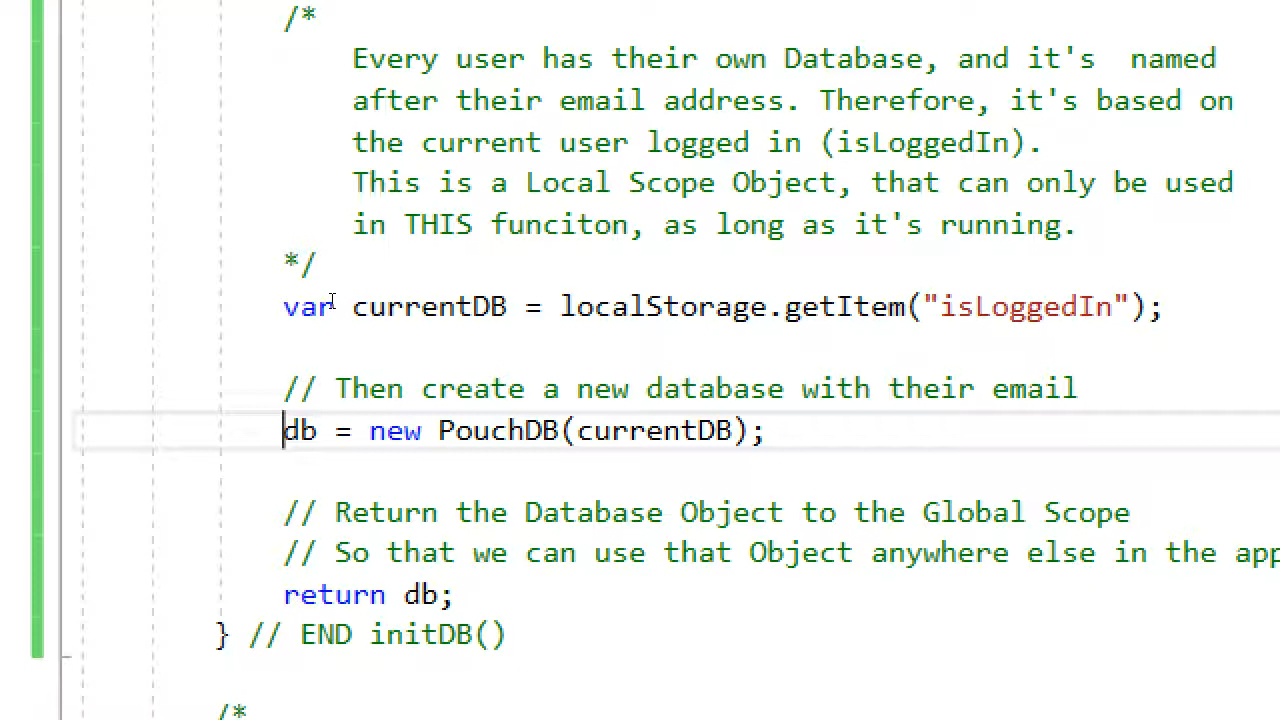 /*
Every user has their own Database, and it's  named
after their email address. Therefore, it's based on
the current user logged in (isLoggedIn).
This is a Local Scope Object, that can only be used
in THIS funciton, as long as it's running.
*/
var currentDB = localStorage.getItem("isLoggedIn");
// Then create a new database with their email
db = new PouchDB(currentDB);
// Return the Database Object to the Global Scope
// So that we can use that Object anywhere else in the app
return db;
} // END initDB()
/*